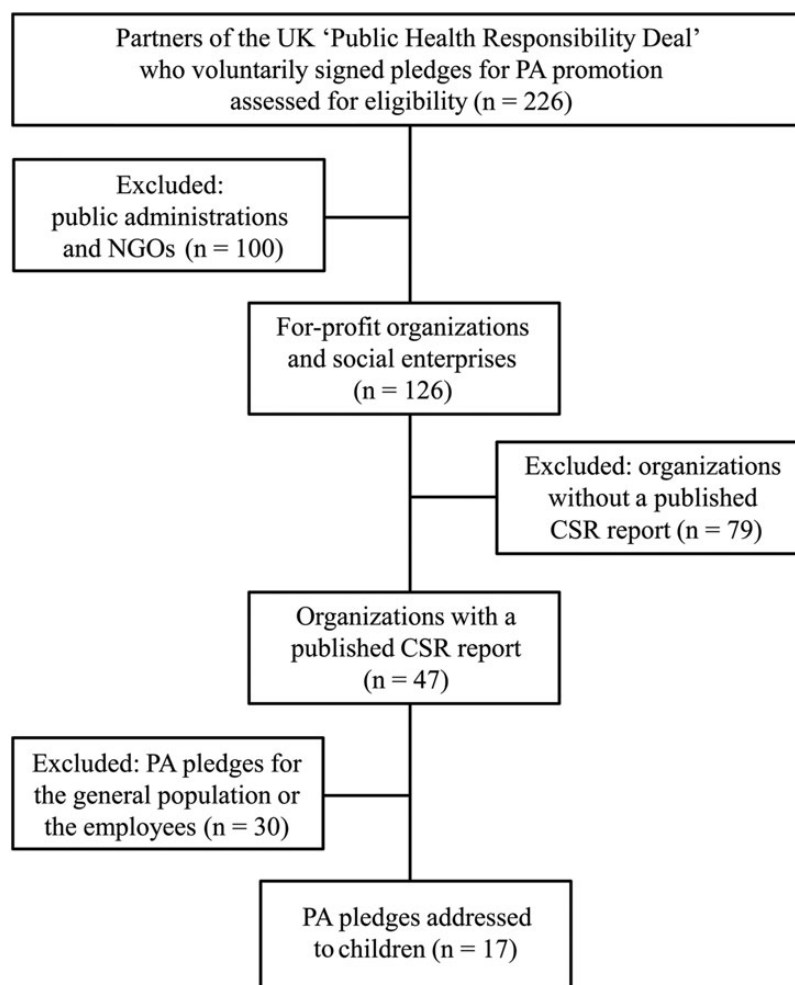 Partners of the UK ‘Public Health Responsibility Deal’
who voluntarily signed pledges for PA promotion
assessed for eligibility (n = 226)
Excluded:
public administrations
and NGOs (n = 100)
For-profit organizations
and social enterprises
(n = 126)
Excluded: organizations
without a published
CSR report (n = 79)
Organizations with a
published CSR report
(n = 47)
Excluded: PA pledges for
the general population or
the employees (n = 30)
PA pledges addressed
to children (n = 17)